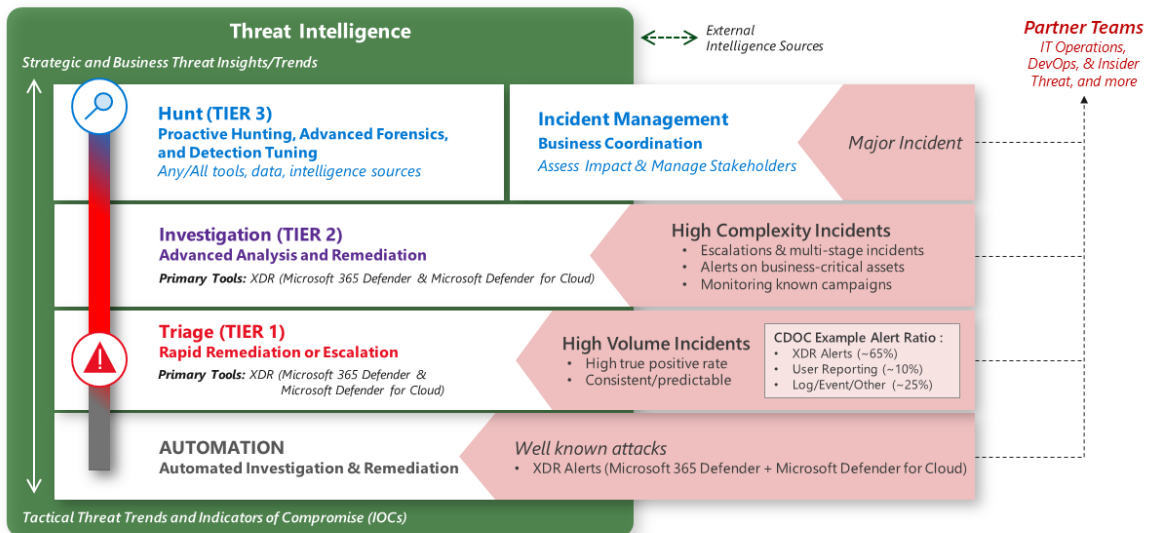 Threat Intelligence
Strategic and Business Threat Insights/Trends
External
Intelligence Sources
Partner Teams
IT Operations,
DevOps, & Insider
Threat, and more
Hunt (TIER 3)
Proactive Hunting, Advanced Forensics,
and Detection Tuning
Any/All tools, data, intelligence sources
Incident Management
Business Coordination
Assess Impact & Manage Stakeholders
Major Incident
Investigation (TIER 2)
Advanced Analysis and Remediation
Primary Tools: XDR (Microsoft 365 Defender & Microsoft Defender for Cloud)
High Complexity Incidents
• Escalations & multi-stage incidents
• Alerts on business-critical assets
• Monitoring known campaigns
Triage (TIER 1)
Rapid Remediation or Escalation
Primary Tools: XDR (Microsoft 365 Defender &
Microsoft Defender for Cloud)
High Volume Incidents
• High true positive rate
• Consistent/predictable
CDOC Example Alert Ratio :
• XDR Alerts (~65%)
• User Reporting (~10%)
• Log/Event/Other (~25%)
AUTOMATION
Automated Investigation & Remediation
Well known attacks
• XDR Alerts (Microsoft 365 Defender + Microsoft Defender for Cloud)
Tactical Threat Trends and Indicators of Compromise (IOCs)